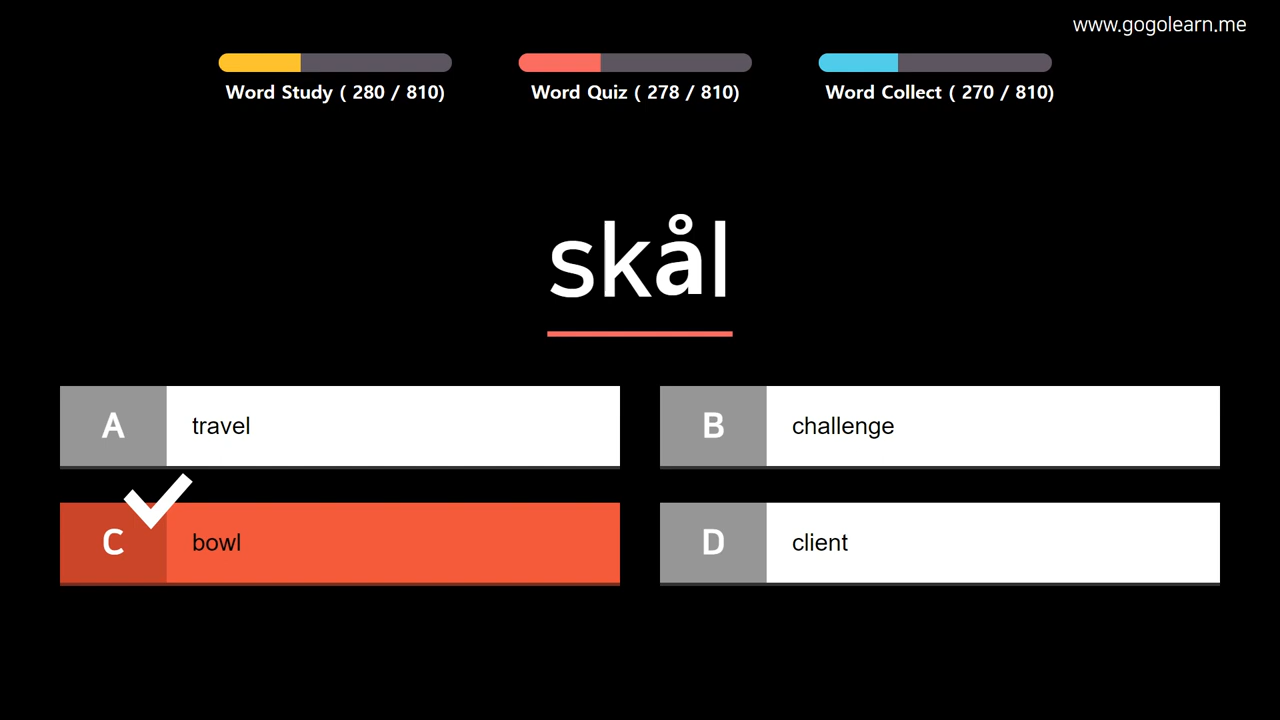 www.gogolearn.me
Word Study ( 280 / 810)
Word Quiz ( 278 / 810)
Word Collect ( 270 / 810)
skål
A travel
B challenge
C bowl
D client